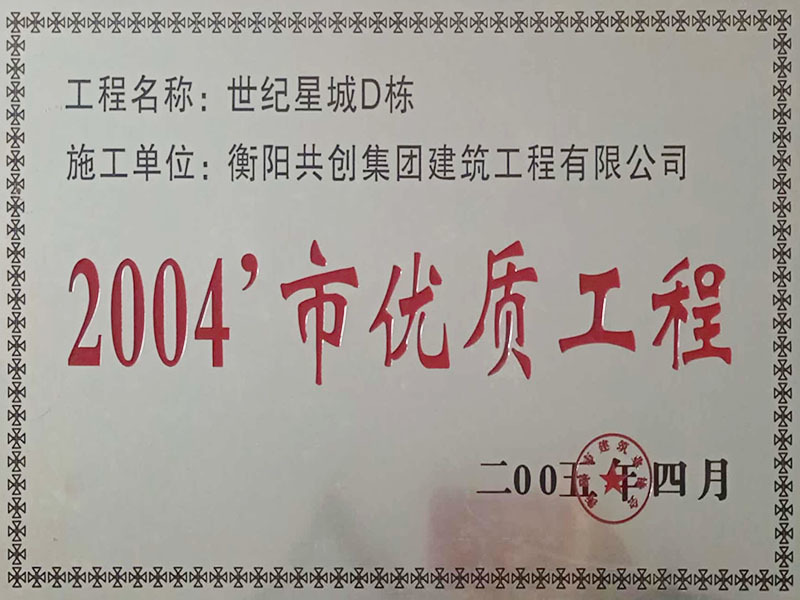 工程名称：世纪星城D栋
施工单位：衡阳共创集团建筑工程有限公司
2004’市优质工程
二00五年四月